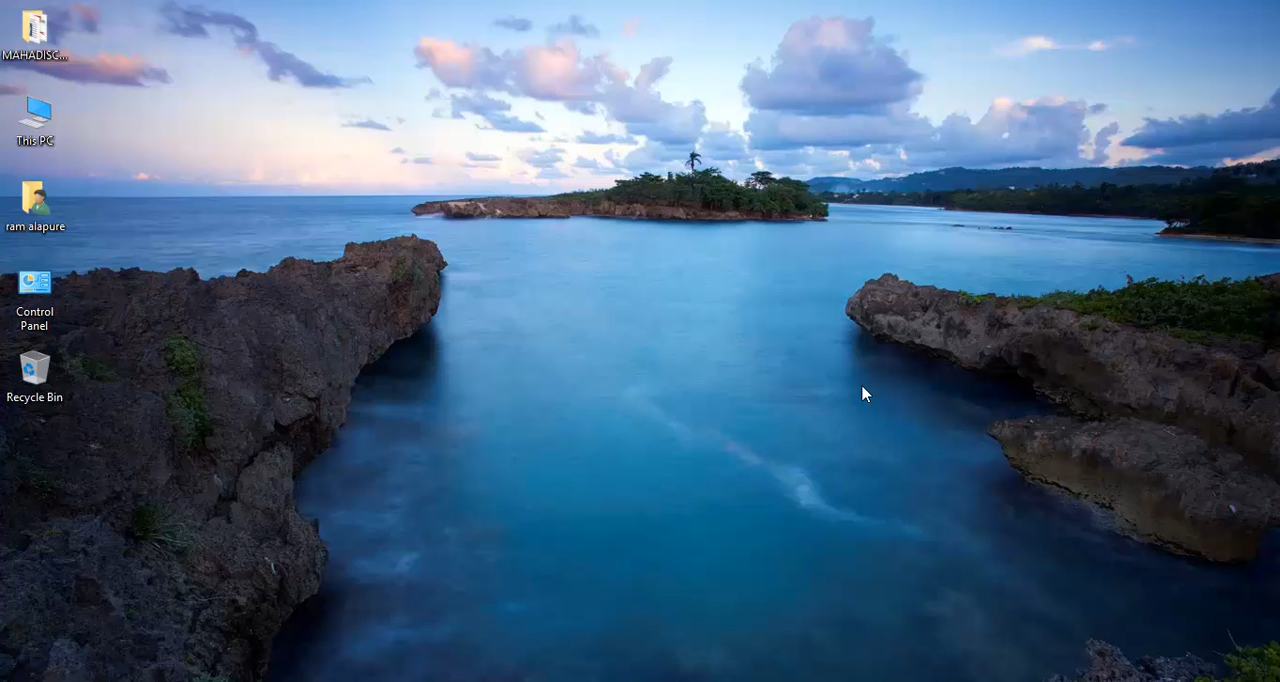 MAHADISC...
This PC
ram alapure
Control
Panel
Recycle Bin